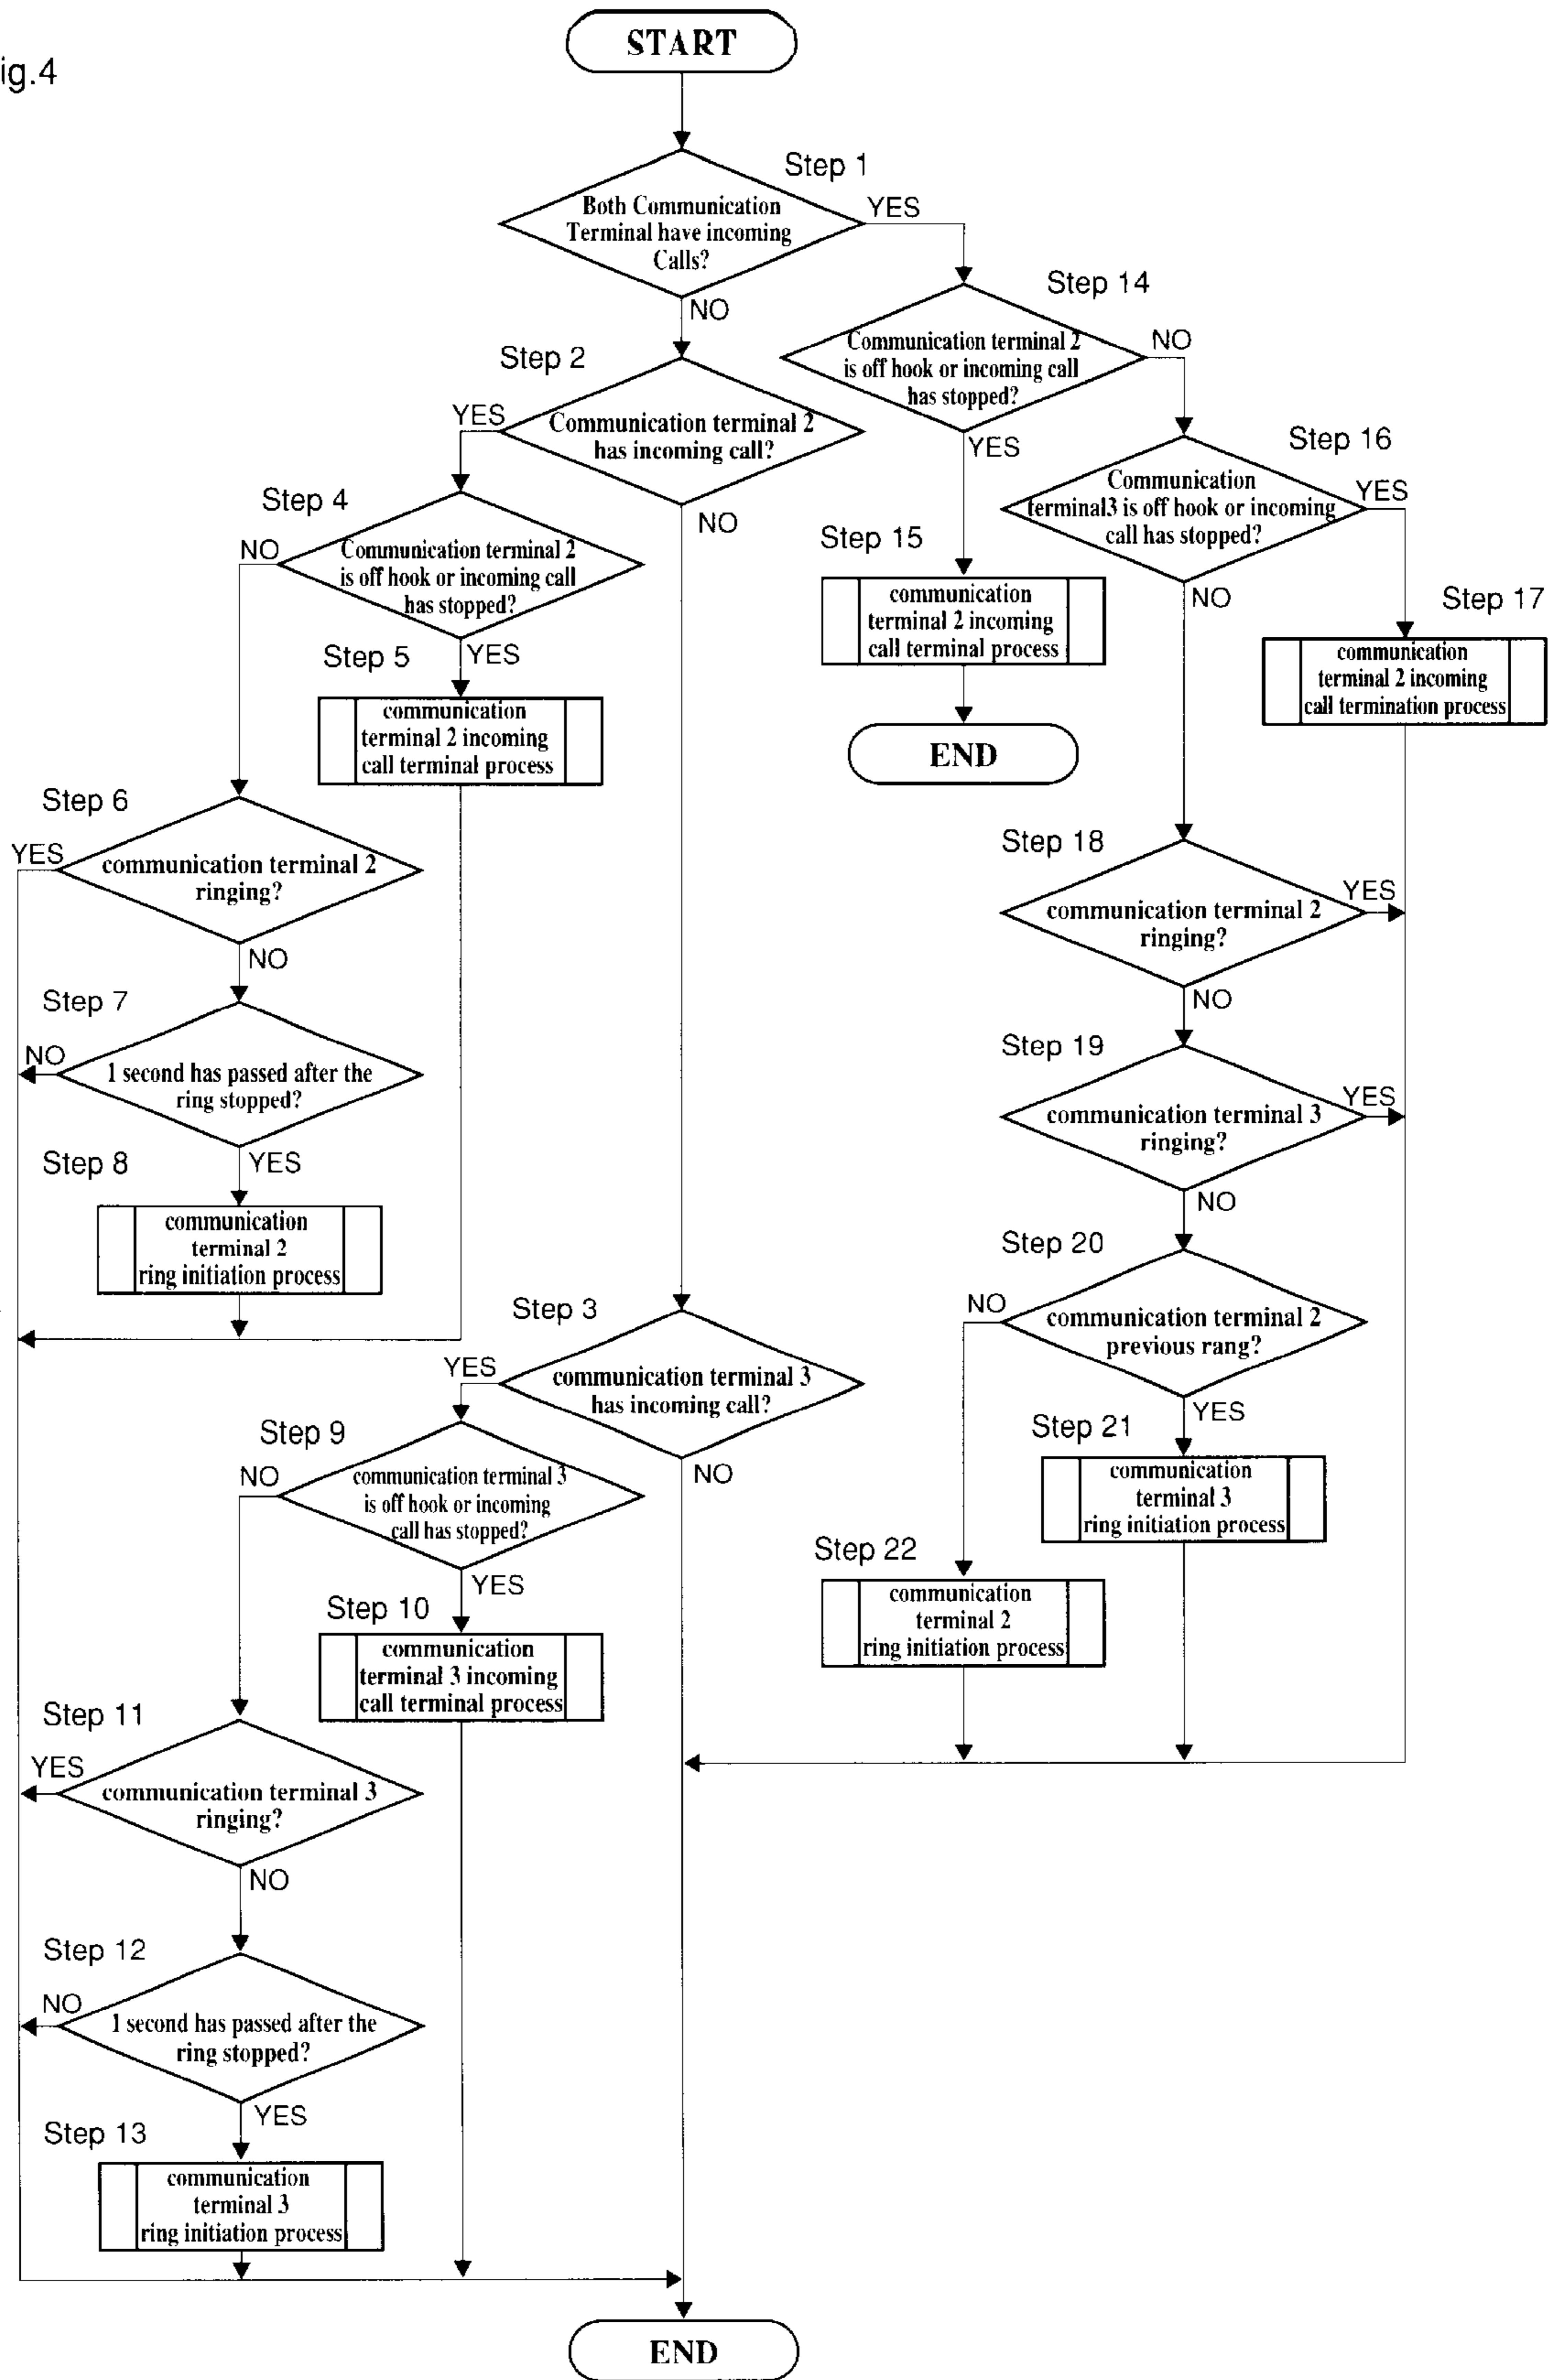 ig.4
START
Step 1
Both Communication
Terminal have incoming
Calls?
YES
NO
Step 14
Communication terminal 2
is off hook or incoming call
has stopped?
NO
YES
Step 2
Communication terminal 2
has incoming call?
YES
NO
Step 16
Communication
terminal3 is off hook or incoming
call has stopped?
YES
NO
Step 4
Communication terminal 2
is off hook or incoming call
has stopped?
NO
YES
Step 15
communication
terminal 2 incoming
call terminal process
END
Step 17
communication
terminal 2 incoming
call termination process
Step 5
communication
terminal 2 incoming
call terminal process
Step 6
communication terminal 2
ringing?
YES
NO
Step 18
communication terminal 2
ringing?
YES
NO
Step 7
1 second has passed after the
ring stopped?
NO
YES
Step 19
communication terminal 3
ringing?
YES
NO
Step 8
communication
terminal 2
ring initiation process
Step 20
communication terminal 2
previous rang?
NO
YES
Step 3
communication terminal 3
has incoming call?
YES
NO
Step 21
communication
terminal 3
ring initiation process
Step 9
communication terminal 3
is off hook or incoming
call has stopped?
NO
YES
Step 22
communication
terminal 2
ring initiation process
Step 10
communication
terminal 3 incoming
call terminal process
Step 11
communication terminal 3
ringing?
YES
NO
Step 12
1 second has passed after the
ring stopped?
NO
YES
Step 13
communication
terminal 3
ring initiation process
END